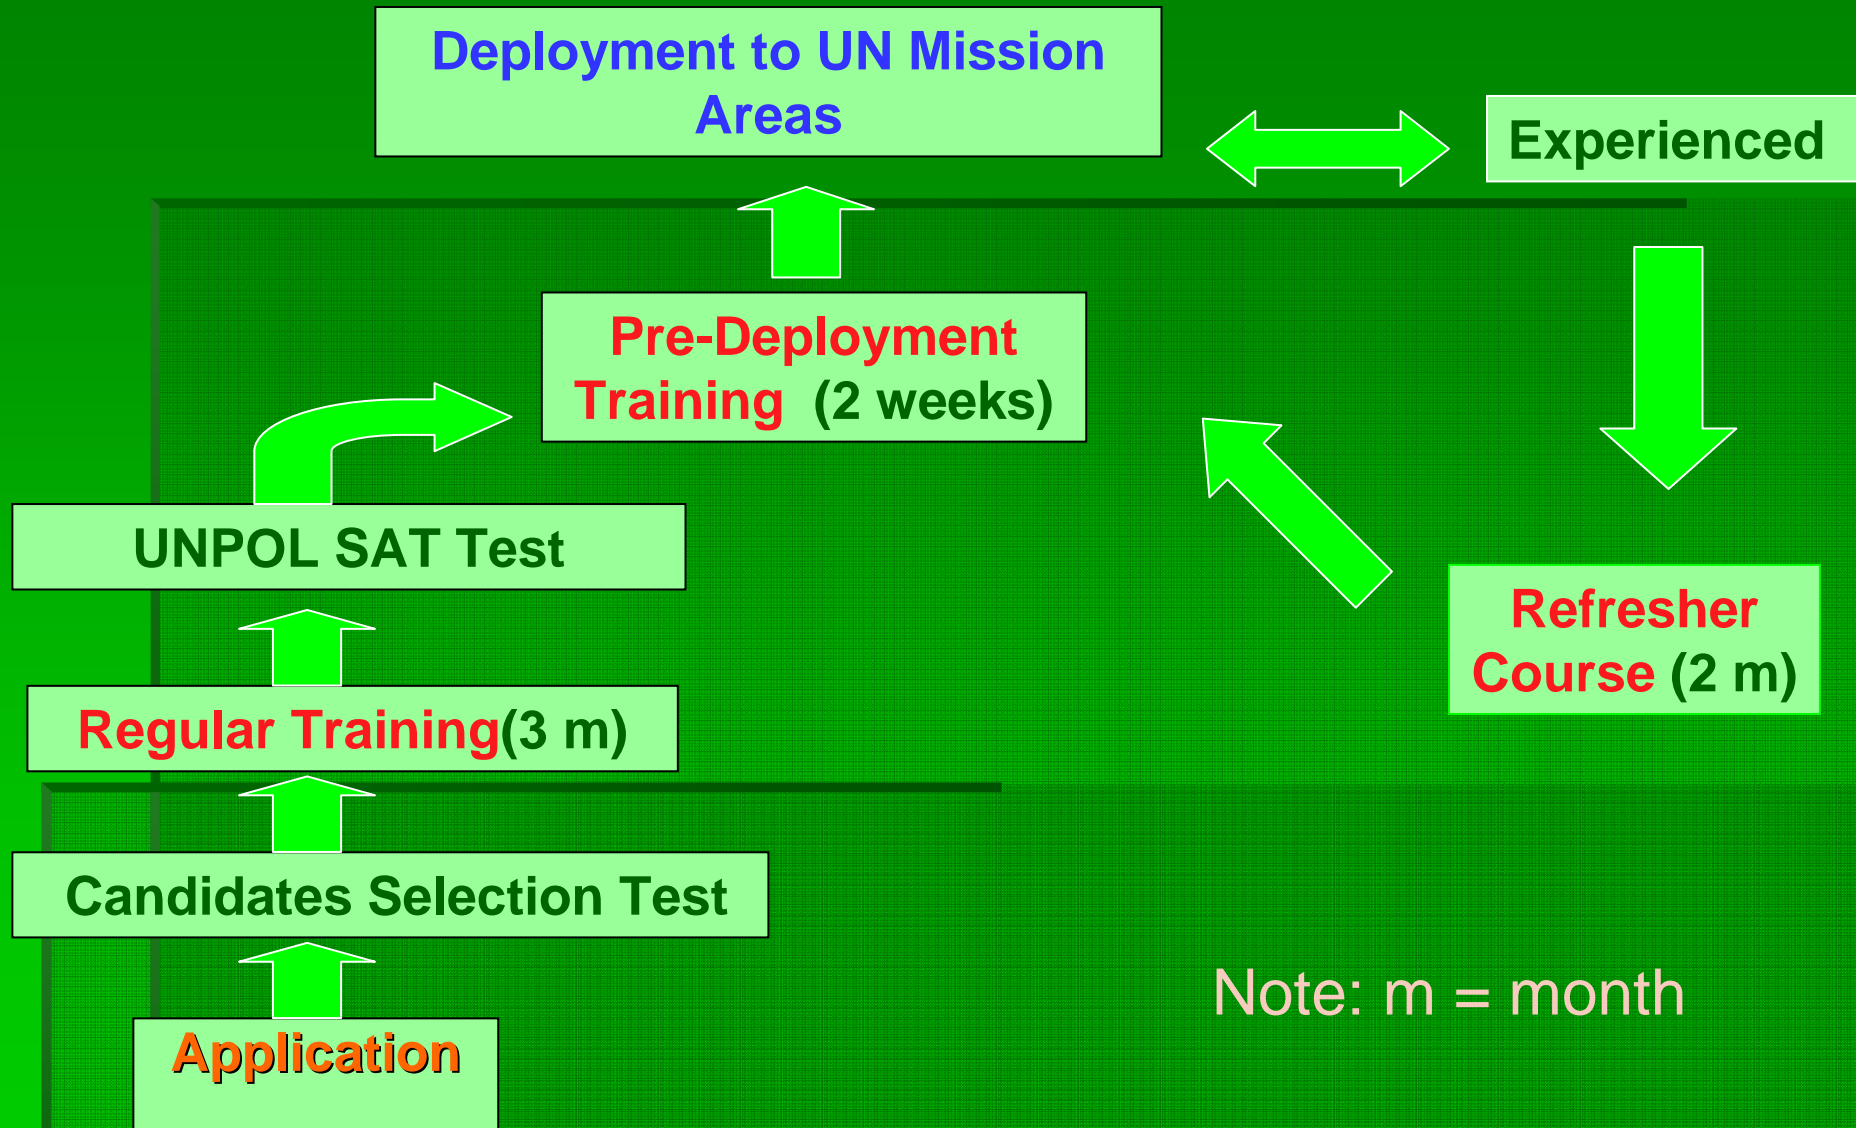 Deployment to UN Mission
Areas
Experienced
Pre-Deployment
Training (2 weeks)
UNPOL SAT Test
Refresher
Course (2 m)
Regular Training(3 m)
Candidates Selection Test
Note: m = month
Application